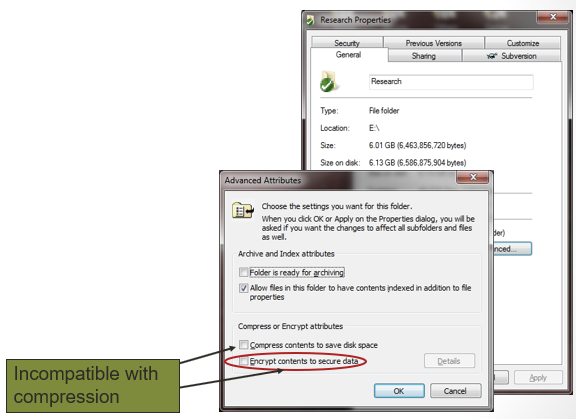 Research Properties
Security Previous Versions Customize
General Sharing Subversion
Research
Type: File folder
Location: E:\
Size: 6.01 GB (6,463,856,720 bytes)
Size on disk: 6.13 GB (6,586,875,904 bytes)
Advanced Attributes
Choose the settings you want for this folder.
When you click OK or Apply on the Properties dialog, you will be
asked if you want the changes to affect all subfolders and files
as well.
der)
nced...
Archive and Index attributes
Folder is ready for archiving
Allow files in this folder to have contents indexed in addition to file
properties
Compress or Encrypt attributes
Compress contents to save disk space
Encrypt contents to secure data Details
Incompatible with
compression
OK Cancel
Apply